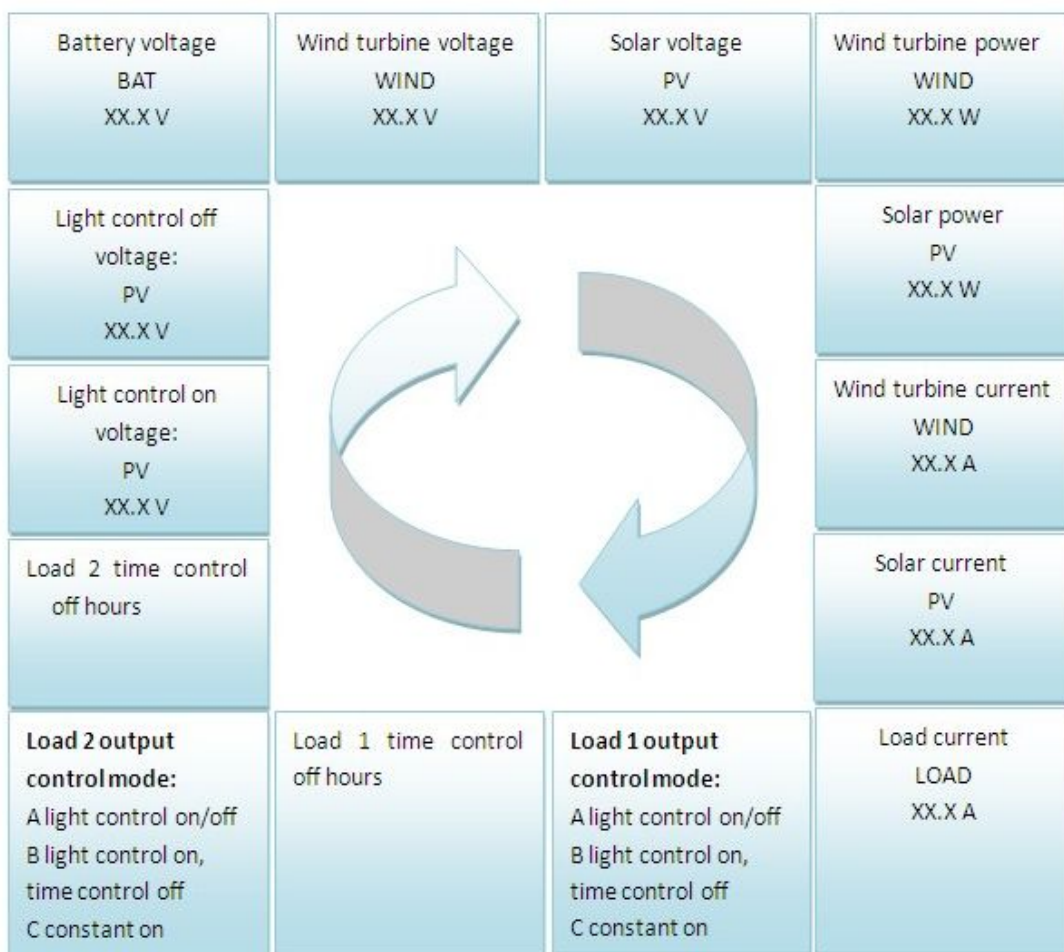 Battery voltage
BAT
XX.X V
Wind turbine voltage
WIND
XX.X V
Solar voltage
PV
XX.X V
Wind turbine power
WIND
XX.X W
Light control off
voltage:
PV
XX.X V
Solar power
PV
XX.X W
Light control on
voltage:
PV
XX.X V
Wind turbine current
WIND
XX.X A
Load 2 time control
off hours
Solar current
PV
XX.X A
Load 2 output
control mode:
A light control on/off
B light control on,
time control off
C constant on
Load 1 time control
off hours
Load 1 output
control mode:
A light control on/off
B light control on,
time control off
C constant on
Load current
LOAD
XX.X A